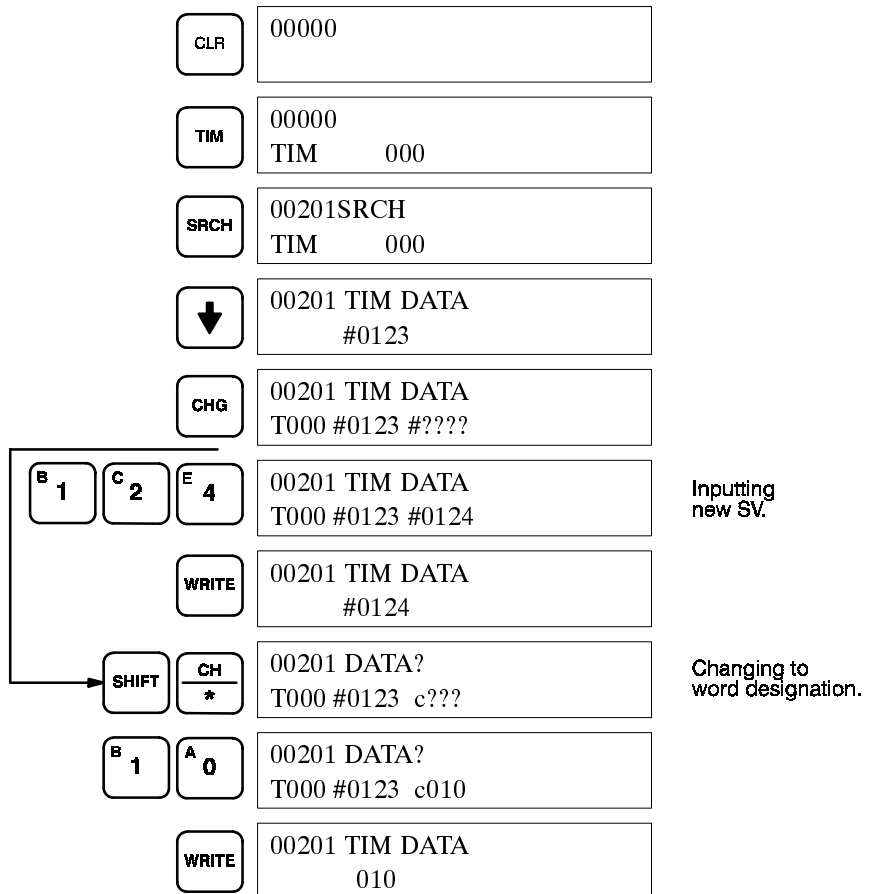 CLR
00000
TIM
00000
TIM 000
SRCH
00201SRCH
TIM 000
00201 TIM DATA
#0123
CHG
00201 TIM DATA
T000 #0123 #????
B 1 C 2 E 4
00201 TIM DATA
T000 #0123 #0124
Inputting
new SV.
WRITE
00201 TIM DATA
#0124
SHIFT
CH
*
00201 DATA?
T000 #0123 c???
Changing to
word designation.
B 1 A 0
00201 DATA?
T000 #0123 c010
WRITE
00201 TIM DATA
010